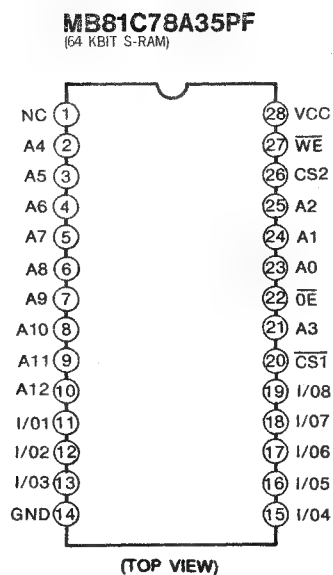 MB81C78A35PF
(64 KBIT S-RAM)
NC 1 28 VCC
A4 2 27 W̅E̅
A5 3 26 CS2
A6 4 25 A2
A7 5 24 A1
A8 6 23 A0
A9 7 22 0̅E̅
A10 8 21 A3
A11 9 20 C̅S̅1̅
A12 10 19 I/08
I/01 11 18 I/07
I/02 12 17 I/06
I/03 13 16 I/05
GND 14 15 I/04
(TOP VIEW)